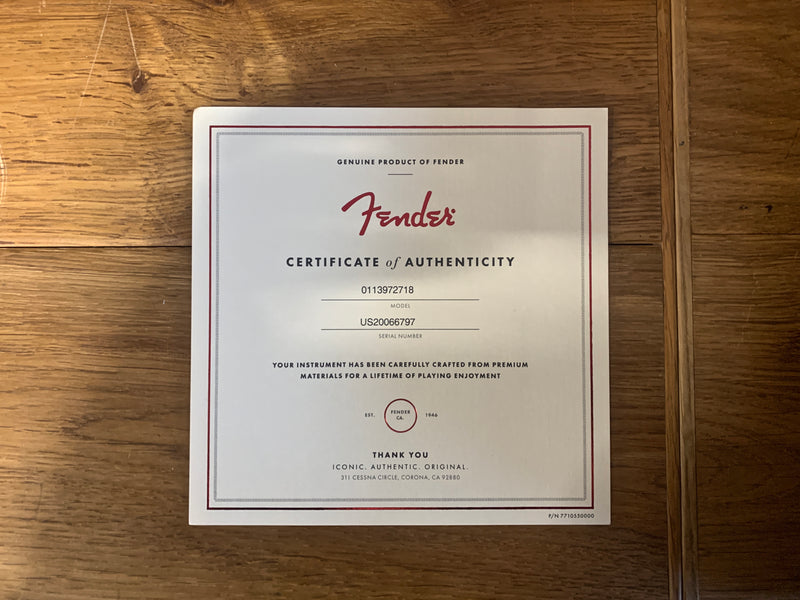 GENUINE PRODUCT OF FENDER
Fender
CERTIFICATE of AUTHENTICITY
0113972718
MODEL
US20066797
SERIAL NUMBER
YOUR INSTRUMENT HAS BEEN CAREFULLY CRAFTED FROM PREMIUM
MATERIALS FOR A LIFETIME OF PLAYING ENJOYMENT
EST. FENDER CA. 1946
THANK YOU
ICONIC. AUTHENTIC. ORIGINAL.
311 CESSNA CIRCLE, CORONA, CA 92880
P/N 7710550000